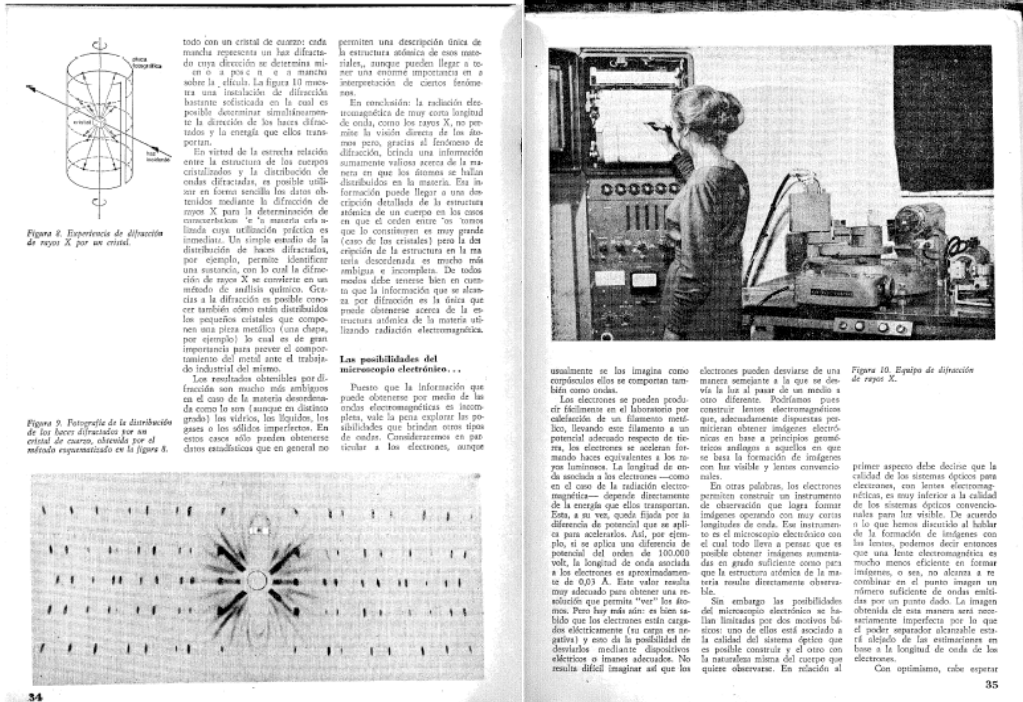 placa
fotográfica
cristal
haz
incidente
Figura 8. Experiencia de difracción
de rayos X por un cristal.
Figura 9. Fotografía de la distribución
de los haces difractados por un
cristal de cuarzo, obtenida por el
método esquematizado en la figura 8.
todo con un cristal de cuarzo: cada
mancha representa un haz difracta-
do cuya dirección se determina mi-
mancha
sobre la elícula. La figura 10 mues-
tra una instalación de difracción
bastante sofisticada en la cual es
posible determinar simultáneamen-
te la dirección de los haces difrac-
tados y la energía que ellos trans-
portan.
En virtud de la estrecha relación
entre la estructura de los cuerpos
cristalizados y la distribución de
ondas difractadas, es posible utili-
zar en forma sencilla los datos ob-
tenidos mediante la difracción de
rayos X para la determinación de
características materia
lizada cuya utilización práctica es
inmediata. Un simple estudio de la
distribución de haces difractados,
por ejemplo, permite identificar
una sustancia, con lo cual la difrac-
ción de rayos X se convierte en un
método de análisis químico. Gra-
cias a la difracción es posible cono-
cer también cómo están distribuidos
los pequeños cristales que compo-
nen una pieza metálica (una chapa,
por ejemplo) lo cual es de gran
importancia para prever el compor-
tamiento del metal ante el trabaja-
do industrial del mismo.
Los resultados obtenibles por di-
fracción son mucho más ambiguos
en el caso de la materia desordena-
da como lo son (aunque en distinto
grado) los vidrios, los líquidos, los
gases o los sólidos imperfectos. En
estos casos sólo pueden obtenerse
datos estadísticos que en general no
permiten una descripción única de
la estructura atómica de esos mate-
riales,, aunque pueden llegar a te-
ner una enorme importancia en a
interpretación de ciertos fenóme-
nos.
En conclusión: la radiación elec-
tromagnética de muy corta longitud
de onda, como los rayos X, no per-
mite la visión directa de los áto-
mos pero, gracias al fenómeno de
difracción, brinda una información
sumamente valiosa acerca de la ma-
nera en que los átomos se hallan
distribuidos en la materia. Esa in-
formación puede llegar a una des-
cripción detallada de la estructura
atómica de un cuerpo en los casos
en que el orden entre os tomos
que lo constituyen es muy grande
(caso de los cristales) pero la des
cripción de la estructura en la ma
teria desordenada es mucho más
ambigua e incompleta. De todos
modos debe tenerse bien en cuen-
ta que la información que se alcan-
za por difracción es la única que
puede obtenerse acerca de la es-
tructura atómica de la materia uti-
lizando radiación electromagnética.
Las posibilidades del
microscopio electrónico...
Puesto que la información que
puede obtenerse por medio de las
ondas electromagnéticas es incom-
pleta, vale la pena explorar las po-
sibilidades que brindan otros tipos
de ondas. Consideraremos en par
ticular a los electrones, aunque
34
usualmente se los imagina como
corpúsculos ellos se comportan tam-
bién como ondas.
Los electrones se pueden produ-
cir fácilmente en el laboratorio por
calefacción de un filamento metá-
lico, llevando este filamento a un
potencial adecuado respecto de tie-
rra, los electrones se aceleran for-
mando haces equivalentes a los ra-
yos luminosos. La longitud de on-
da asociada a los electrones —como
en el caso de la radiación electro-
magnética— depende directamente
de la energía que ellos transportan.
Esta, a su vez, queda fijada por la
diferencia de potencial que se apli-
ca para acelerarlos. Así, por ejem-
plo, si se aplica una diferencia de
potencial del orden de 100.000
volt, la longitud de onda asociada
a los electrones es aproximadamen-
te de 0,03 Å. Este valor resulta
muy adecuado para obtener una re-
solución que permita "ver" los áto-
mos. Pero hay más aún: es bien sa-
bido que los electrones están carga-
dos eléctricamente (su carga es ne-
gativa) y esto da la posibilidad de
desviarlos mediante dispositivos
eléctricos o imanes adecuados. No
resulta difícil imaginar así que los
electrones pueden desviarse de una
manera semejante a la que se des-
vía la luz al pasar de un medio a
otro diferente. Podríamos pues
construir lentes electromagnéticos
que, adecuadamente dispuestas per-
mitieran obtener imágenes electró-
nicas en base a principios geomé-
tricos análogos a aquellos en que
se basa la formación de imágenes
con luz visible y lentes convencio-
nales.
En otras palabras, los electrones
permiten construir un instrumento
de observación que logra formar
imágenes operando con muy cortas
longitudes de onda. Ese instrumen-
to es el microscopio electrónico con
el cual todo lleva a pensar que es
posible obtener imágenes aumenta-
das en grado suficiente como para
que la estructura atómica de la ma-
teria resulte directamente observa-
ble.
Sin embargo las posibilidades
del microscopio electrónico se ha-
llan limitadas por dos motivos bá-
sicos: uno de ellos está asociado a
la calidad del sistema óptico que
es posible construir y el otro con
la naturaleza misma del cuerpo que
quiere observarse. En relación al
Figura 10. Equipo de difracción
de rayos X.
primer aspecto debe decirse que la
calidad de los sistemas ópticos para
electrones, con lentes electromag-
néticas, es muy inferior a la calidad
de los sistemas ópticos convencio-
nales para luz visible. De acuerdo
a lo que hemos discutido al hablar
de la formación de imágenes con
las lentes, podemos decir entonces
que una lente electromagnética es
mucho menos eficiente en formar
imágenes, o sea, no alcanza a re
combinar en el punto imagen un
número suficiente de ondas emiti-
das por un punto dado. La imagen
obtenida de esta manera será nece-
sariamente imperfecta por lo que
el poder separador alcanzable esta-
rá alejado de las estimaciones en
base a la longitud de onda de los
electrones.
Con optimismo, cabe esperar
35